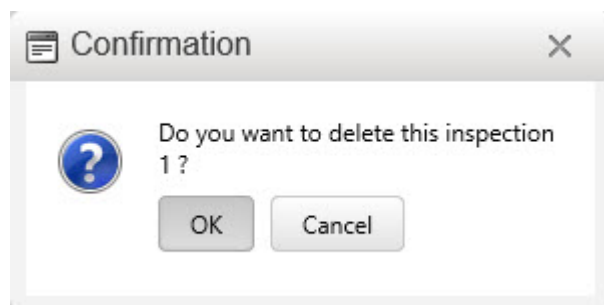 Confirmation
Do you want to delete this inspection
1 ?
OK
Cancel